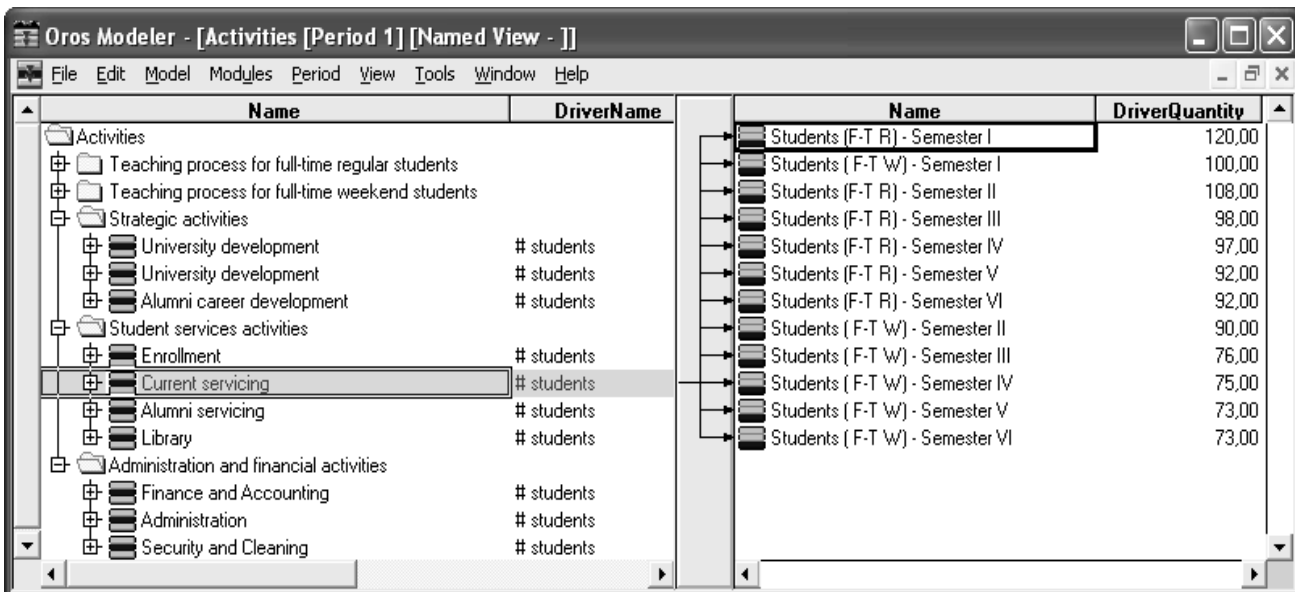 Oros Modeler - [Activities [Period 1] [Named View - ]]
File Edit Model Modules Period View Tools Window Help
Name DriverName Name DriverQuantity
Activities Students (F-T R) - Semester I 120,00
Teaching process for full-time regular students Students ( F-T W) - Semester I 100,00
Teaching process for full-time weekend students Students (F-T R) - Semester II 108,00
Strategic activities Students (F-T R) - Semester III 98,00
University development # students Students (F-T R) - Semester IV 97,00
University development # students Students (F-T R) - Semester V 92,00
Alumni career development # students Students (F-T R) - Semester VI 92,00
Student services activities Students ( F-T W) - Semester II 90,00
Enrollment # students Students ( F-T W) - Semester III 76,00
Current servicing # students Students ( F-T W) - Semester IV 75,00
Alumni servicing # students Students ( F-T W) - Semester V 73,00
Library # students Students ( F-T W) - Semester VI 73,00
Administration and financial activities
Finance and Accounting # students
Administration # students
Security and Cleaning # students